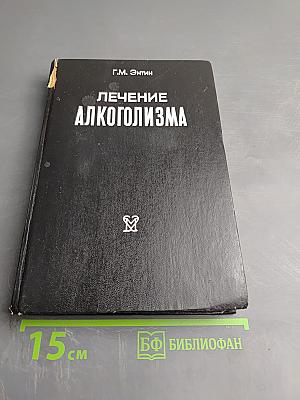 Г.М. Энтин
ЛЕЧЕНИЕ
АЛКОГОЛИЗМА
15 см
БФ БИБЛИОФАН